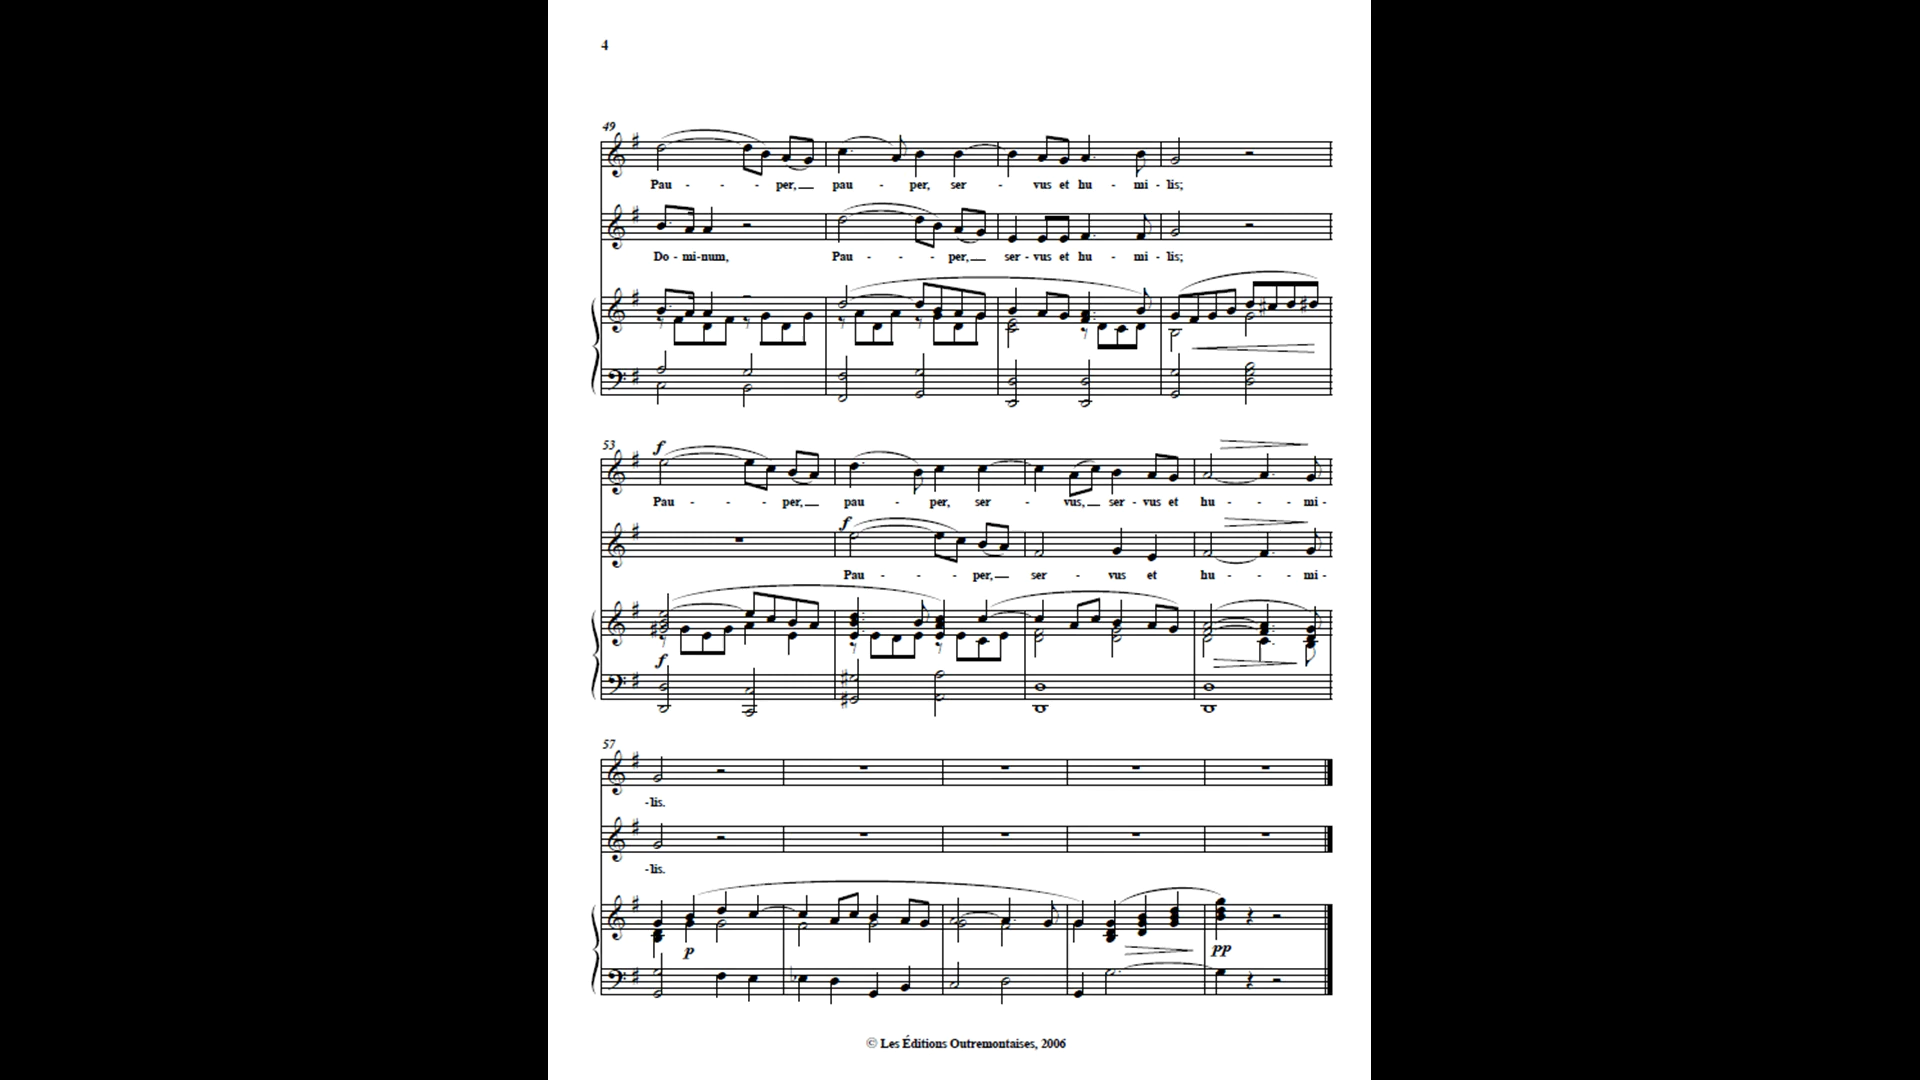 4
49
Pau - - - per, pau - per, ser - vus et hu - mi - lis;
Do - mi-num, Pau - - - per, ser - vus et hu - mi - lis;
53
f
Pau - - - per, pau - per, ser - vus, ser - vus et hu - - - mi -
f
Pau - - - per, ser - vus et hu - - - mi -
f
57
-lis.
-lis.
p
pp
© Les Éditions Outremontaises, 2006